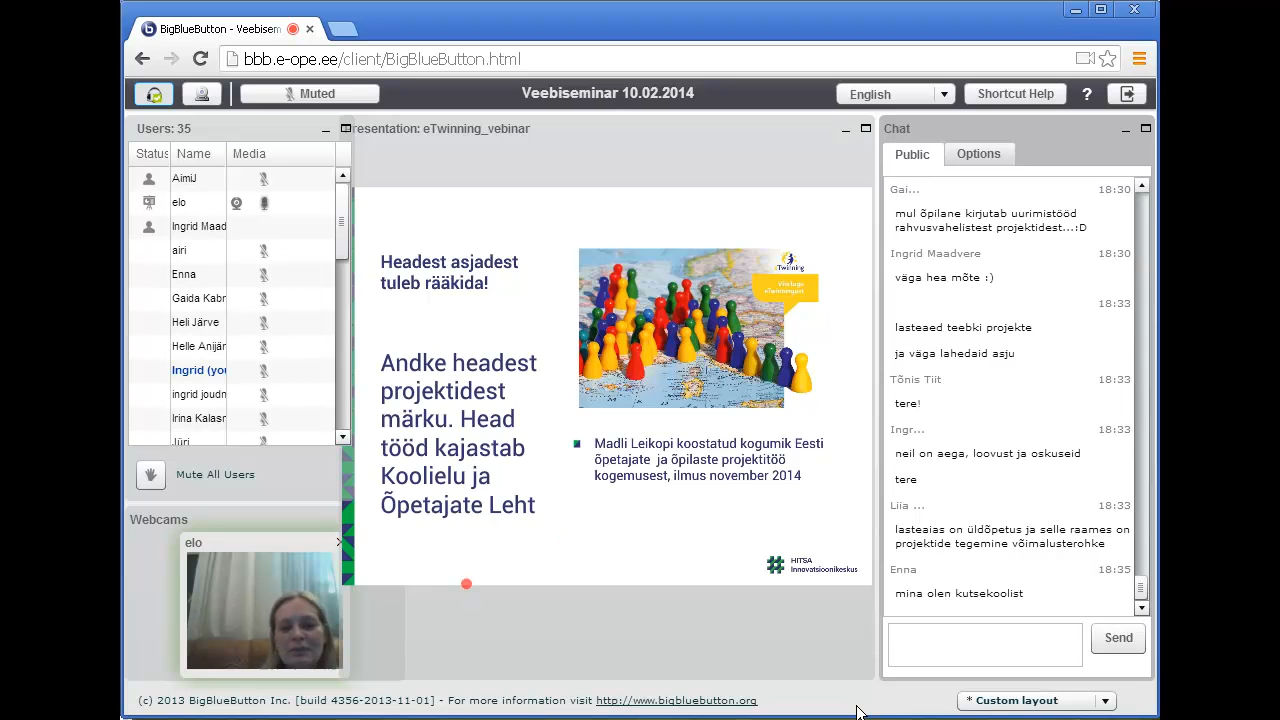 BigBlueButton - Veebisem
bbb.e-ope.ee/client/BigBlueButton.html
Muted
Veebiseminar 10.02.2014
English
Shortcut Help
?
Users: 35
Status Name Media
AimiJ
elo
Ingrid Maad
airi
Enna
Gaida Kabr
Heli Järve
Helle Anijär
Ingrid (you
ingrid joudn
Irina Kalasn
Jüri
Mute All Users
Webcams
elo
resentation: eTwinning_vebinar
Headest asjadest
tuleb rääkida!
Andke headest
projektidest
märku. Head
tööd kajastab
Koolielu ja
Õpetajate Leht
eTwinning
Madli Leikopi koostatud kogumik Eesti
õpetajate ja õpilaste projektitöö
kogemusest, ilmus november 2014
HITSA
Innovatsioonikeskus
Chat
Public
Options
Gai... 18:30
mul õpilane kirjutab uurimistööd
rahvusvahelistest projektidest...:D
Ingrid Maadvere 18:30
väga hea mõte :)
18:33
lasteaed teebki projekte
ja väga lahedaid asju
Tõnis Tiit 18:33
tere!
Ingr... 18:33
neil on aega, loovust ja oskuseid
tere
Liia ... 18:33
lasteaias on üldõpetus ja selle raames on
projektide tegemine võimalusterohke
Enna 18:35
mina olen kutsekoolist
Send
(c) 2013 BigBlueButton Inc. [build 4356-2013-11-01] - For more information visit http://www.bigbluebutton.org
* Custom layout